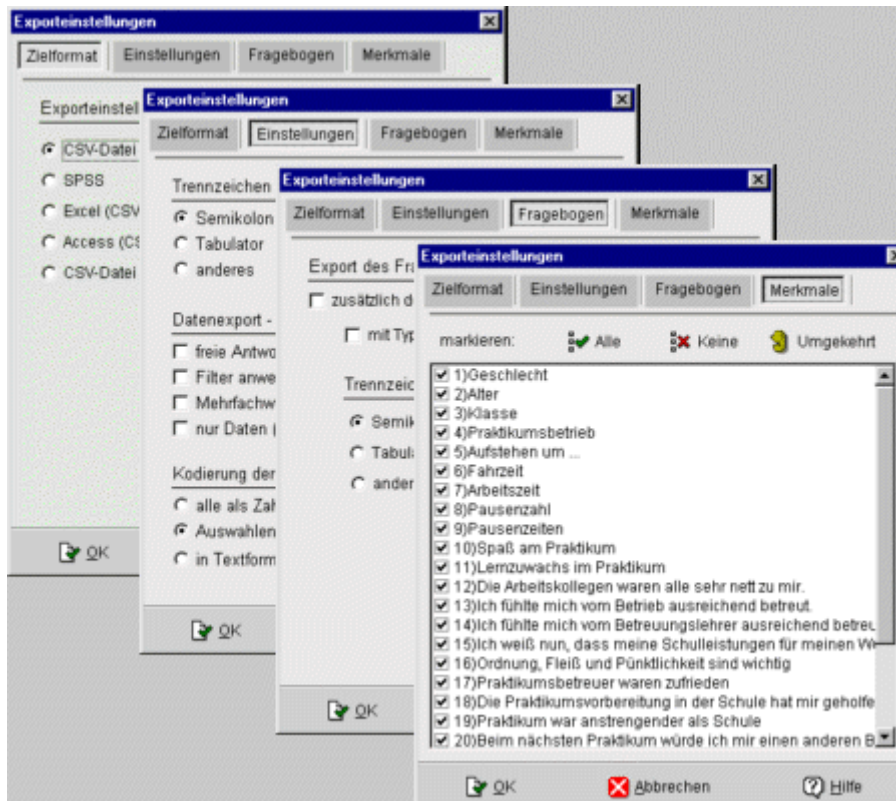 Exporteinstellungen
Zielformat Einstellungen Fragebogen Merkmale
Exporteinstel
CSV-Datei
SPSS
Excel (CSV
Access (CS
CSV-Datei
OK
Exporteinstellungen
Zielformat Einstellungen Fragebogen Merkmale
Trennzeichen
Semikolon
Tabulator
anderes
Datenexport -
freie Antwo
Filter anwe
Mehrfachw
nur Daten (
Kodierung der
alle als Zah
Auswahlen
in Textform
OK
Exporteinstellungen
Zielformat Einstellungen Fragebogen Merkmale
Export des Fra
zusätzlich d
mit Typ
Trennzeic
Semik
Tabul
ander
OK
Exporteinstellungen
Zielformat Einstellungen Fragebogen Merkmale
markieren: Alle Keine Umgekehrt
1)Geschlecht
2)Alter
3)Klasse
4)Praktikumsbetrieb
5)Aufstehen um ...
6)Fahrzeit
7)Arbeitszeit
8)Pausenzahl
9)Pausenzeiten
10)Spaß am Praktikum
11)Lernzuwachs im Praktikum
12)Die Arbeitskollegen waren alle sehr nett zu mir.
13)Ich fühlte mich vom Betrieb ausreichend betreut.
14)Ich fühlte mich vom Betreuungslehrer ausreichend betreu
15)Ich weiß nun, dass meine Schulleistungen für meinen We
16)Ordnung, Fleiß und Pünktlichkeit sind wichtig
17)Praktikumsbetreuer waren zufrieden
18)Die Praktikumsvorbereitung in der Schule hat mir geholfe
19)Praktikum war anstrengender als Schule
20)Beim nächsten Praktikum würde ich mir einen anderen B
OK Abbrechen Hilfe